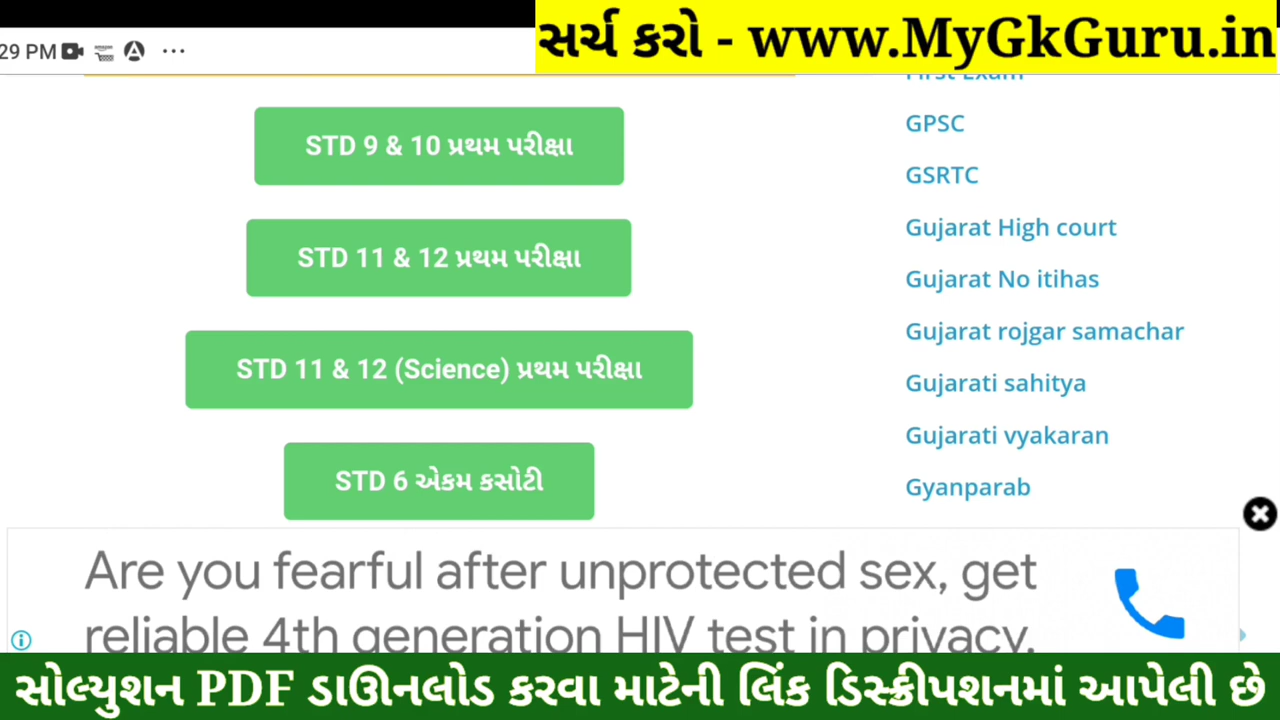 29 PM
સર્ચ કરો - www.MyGkGuru.in
First Exam
STD 9 & 10 પ્રથમ પરીક્ષા
GPSC
GSRTC
STD 11 & 12 પ્રથમ પરીક્ષા
Gujarat High court
Gujarat No itihas
STD 11 & 12 (Science) પ્રથમ પરીક્ષા
Gujarat rojgar samachar
Gujarati sahitya
Gujarati vyakaran
STD 6 એકમ કસોટી
Gyanparab
Are you fearful after unprotected sex, get
reliable 4th generation HIV test in privacy.
સોલ્યુશન PDF ડાઊનલોડ કરવા માટેની લિંક ડિસ્ક્રીપશનમાં આપેલી છે